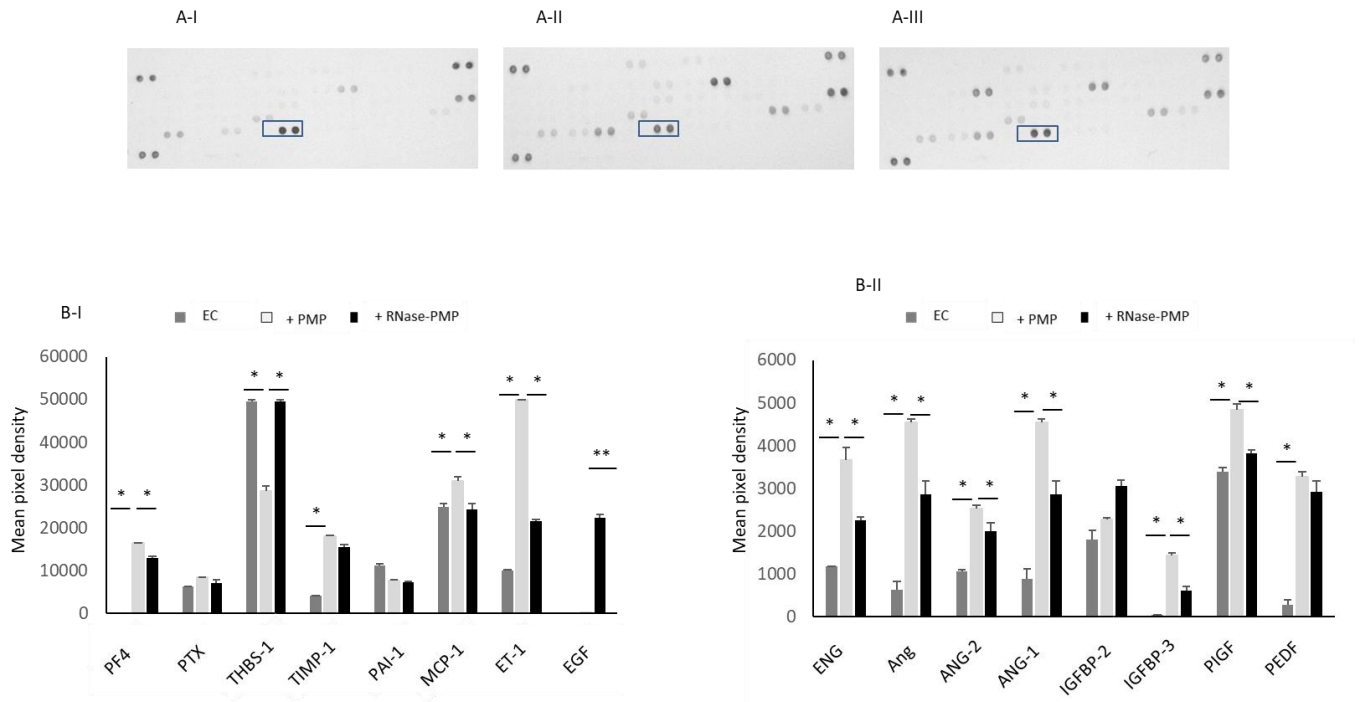 A-I
A-II
A-III
B-I
EC
+ PMP
+ RNase-PMP
Mean pixel density
60000
50000
40000
30000
20000
10000
0
* *
* *
*
* *
* *
**
PF4
PTX
THBS-1
TIMP-1
PAI-1
MCP-1
ET-1
EGF
B-II
EC
+ PMP
+ RNase-PMP
Mean pixel density
6000
5000
4000
3000
2000
1000
0
* *
* *
* *
* *
* *
* *
*
ENG
Ang
ANG-2
ANG-1
IGFBP-2
IGFBP-3
PIGF
PEDF